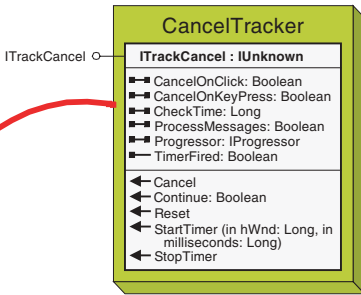 CancelTracker
ITrackCancel
ITrackCancel : IUnknown
CancelOnClick: Boolean
CancelOnKeyPress: Boolean
CheckTime: Long
ProcessMessages: Boolean
Progressor: IProgressor
TimerFired: Boolean
Cancel
Continue: Boolean
Reset
StartTimer (in hWnd: Long, in
milliseconds: Long)
StopTimer